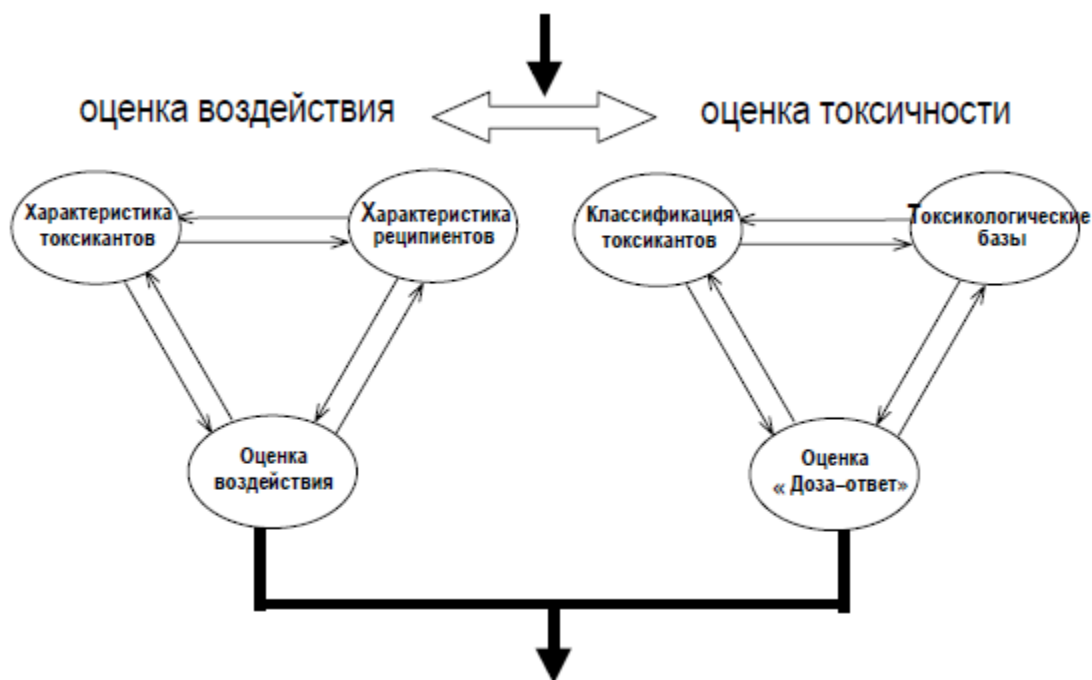 оценка воздействия
оценка токсичности
Характеристика
токсикантов
Характеристика
реципиентов
Классификация
токсикантов
Токсикологические
базы
Оценка
воздействия
Оценка
« Доза–ответ»